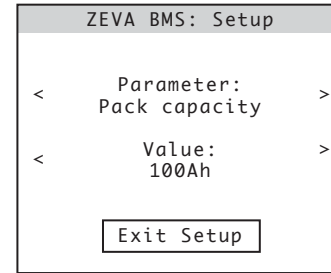 ZEVA BMS: Setup
< Parameter: >
Pack capacity
< Value: >
100Ah
Exit Setup